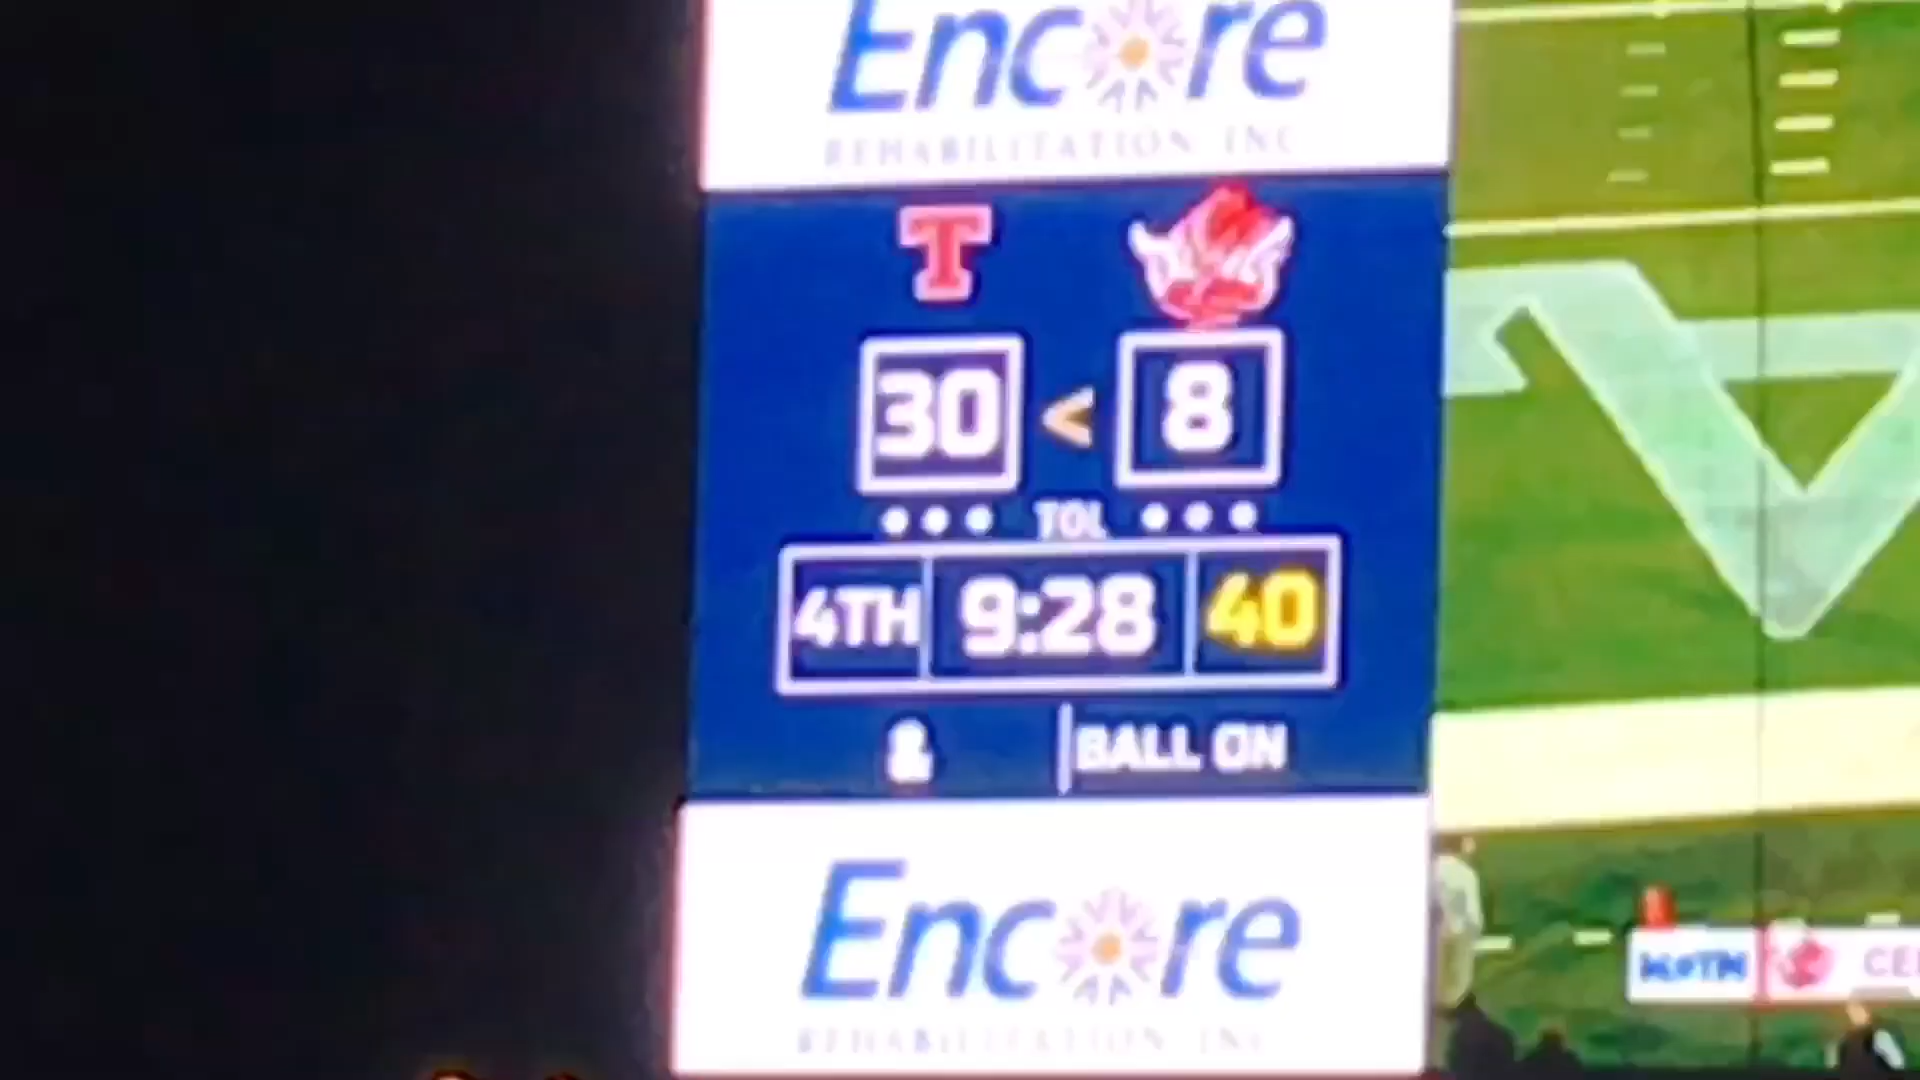 Encore
REHABILITATION, INC
T
30 < 8
TOL
4TH 9:28 40
& BALL ON
Encore
REHABILITATION, INC